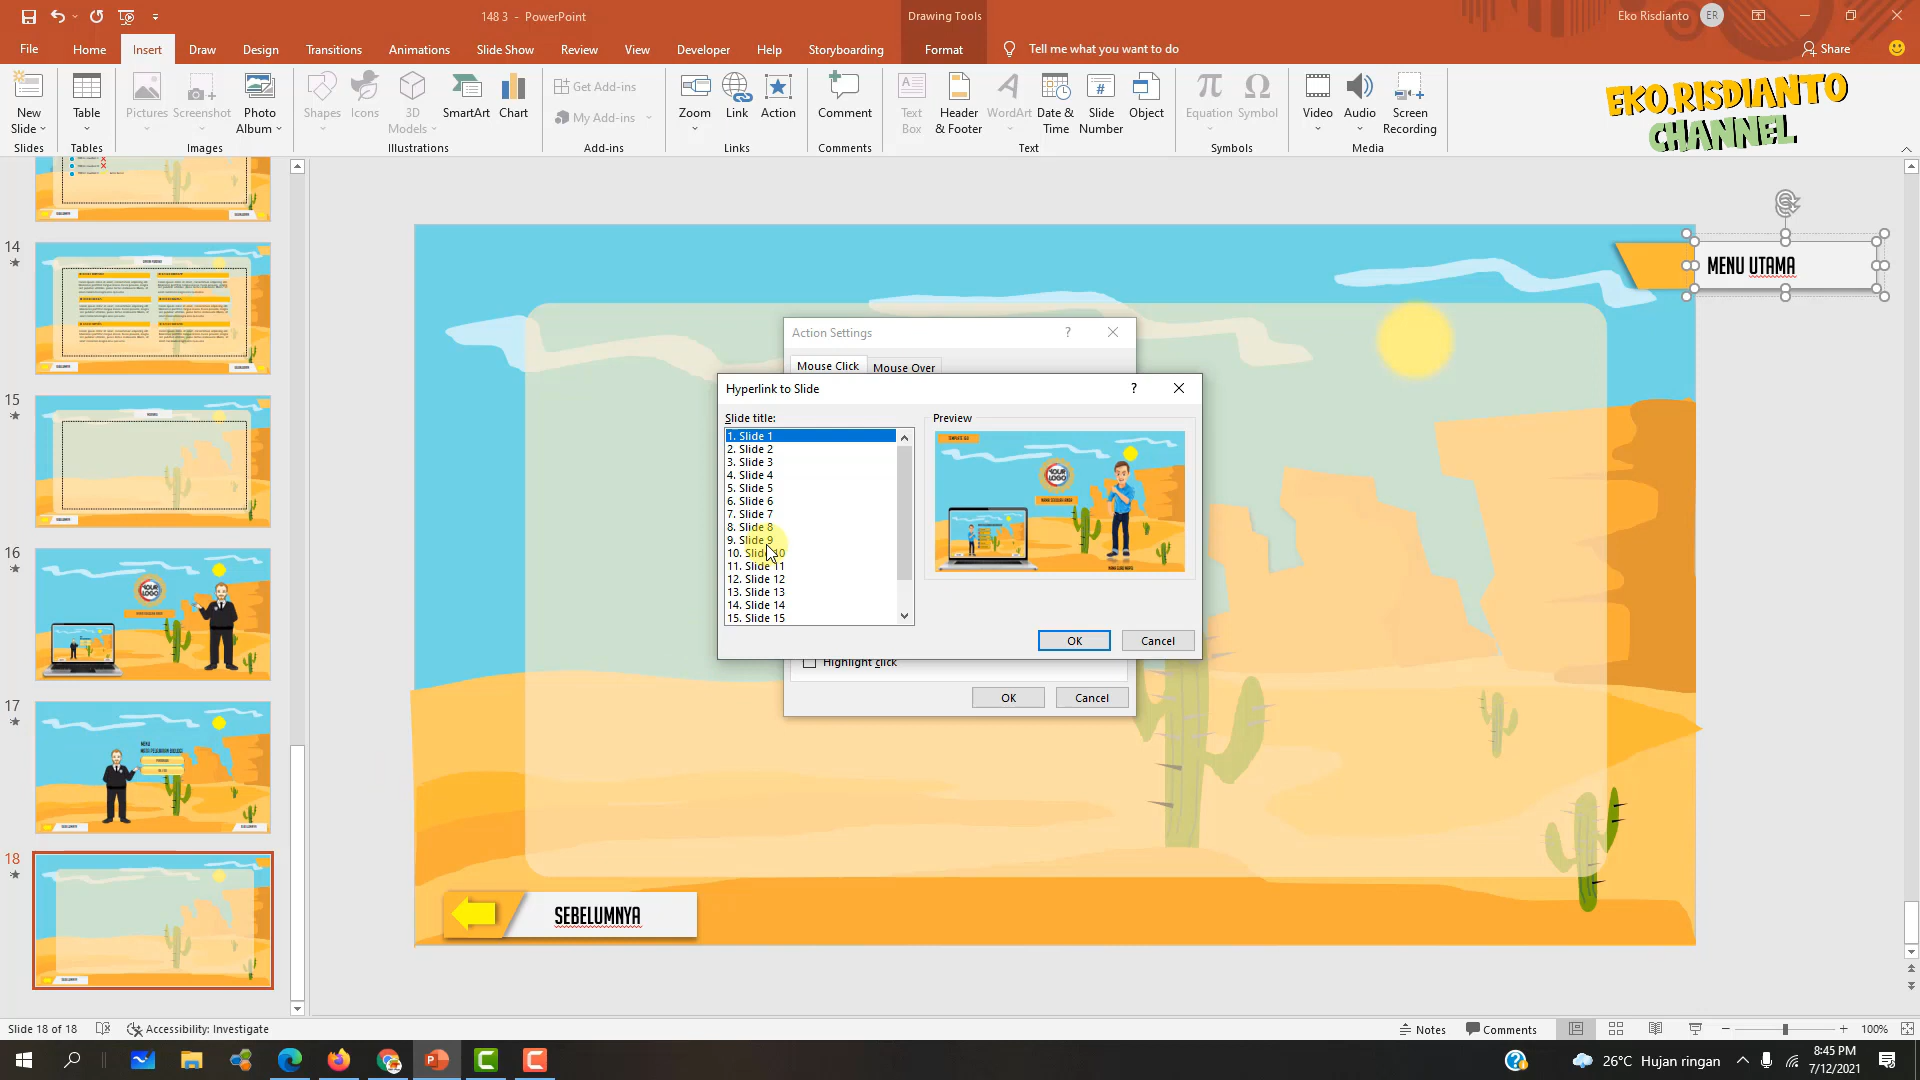 148 3 - PowerPoint
Drawing Tools
Eko Risdianto
ER
File
Home
Insert
Draw
Design
Transitions
Animations
Slide Show
Review
View
Developer
Help
Storyboarding
Format
Tell me what you want to do
Share
New Slide
Table
Pictures
Screenshot
Photo Album
Shapes
Icons
3D Models
SmartArt
Chart
Get Add-ins
My Add-ins
Zoom
Link
Action
Comment
Text Box
Header & Footer
WordArt
Date & Time
Slide Number
Object
Equation
Symbol
Video
Audio
Screen Recording
Slides
Tables
Images
Illustrations
Add-ins
Links
Comments
Text
Symbols
Media
EKO.RISDIANTO
CHANNEL
14
15
16
17
18
YOUR LOGO
MENU
MENU UTAMA
Action Settings
?
Mouse Click
Mouse Over
Hyperlink to Slide
?
Slide title:
Preview
1. Slide 1
2. Slide 2
3. Slide 3
4. Slide 4
5. Slide 5
6. Slide 6
7. Slide 7
8. Slide 8
9. Slide 9
10. Slide 10
11. Slide 11
12. Slide 12
13. Slide 13
14. Slide 14
15. Slide 15
YOUR LOGO
OK
Cancel
Highlight click
OK
Cancel
SEBELUMNYA
Slide 18 of 18
Accessibility: Investigate
Notes
Comments
100%
26°C Hujan ringan
8:45 PM
7/12/2021